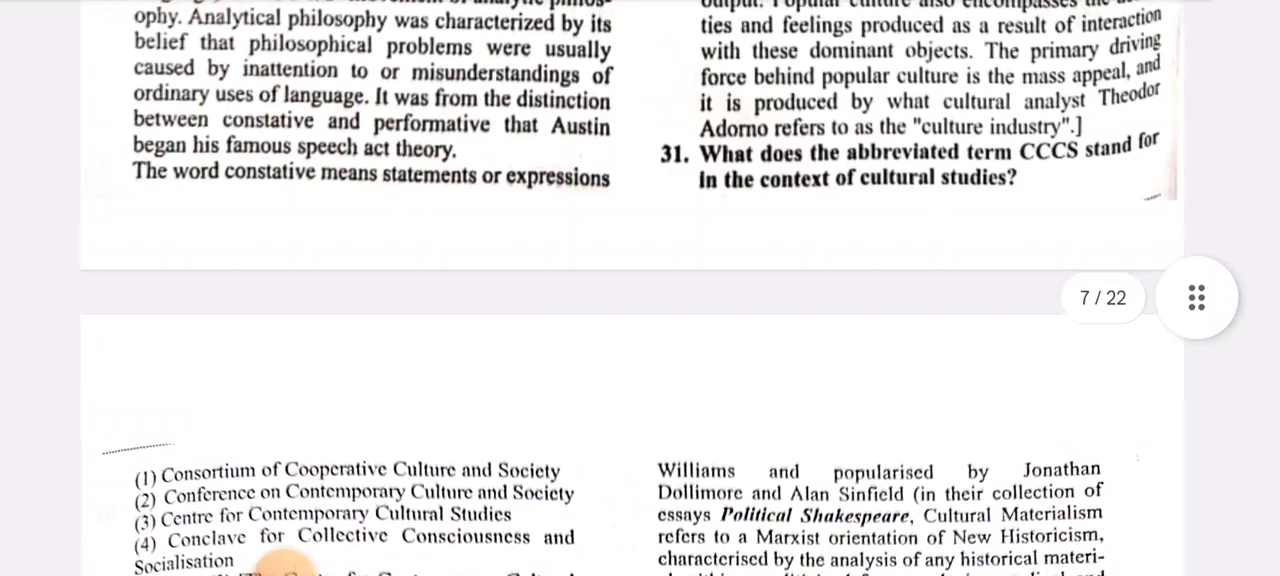 ophy. Analytical philosophy was characterized by its
belief that philosophical problems were usually
caused by inattention to or misunderstandings of
ordinary uses of language. It was from the distinction
between constative and performative that Austin
began his famous speech act theory.
The word constative means statements or expressions
output. Popular culture also encompasses the
ties and feelings produced as a result of interaction
with these dominant objects. The primary driving
force behind popular culture is the mass appeal, and
it is produced by what cultural analyst Theodor
Adorno refers to as the "culture industry".]
31. What does the abbreviated term CCCS stand for
in the context of cultural studies?
7 / 22
(1) Consortium of Cooperative Culture and Society
(2) Conference on Contemporary Culture and Society
(3) Centre for Contemporary Cultural Studies
(4) Conclave for Collective Consciousness and
Socialisation
Williams and popularised by Jonathan
Dollimore and Alan Sinfield (in their collection of
essays Political Shakespeare, Cultural Materialism
refers to a Marxist orientation of New Historicism,
characterised by the analysis of any historical materi-